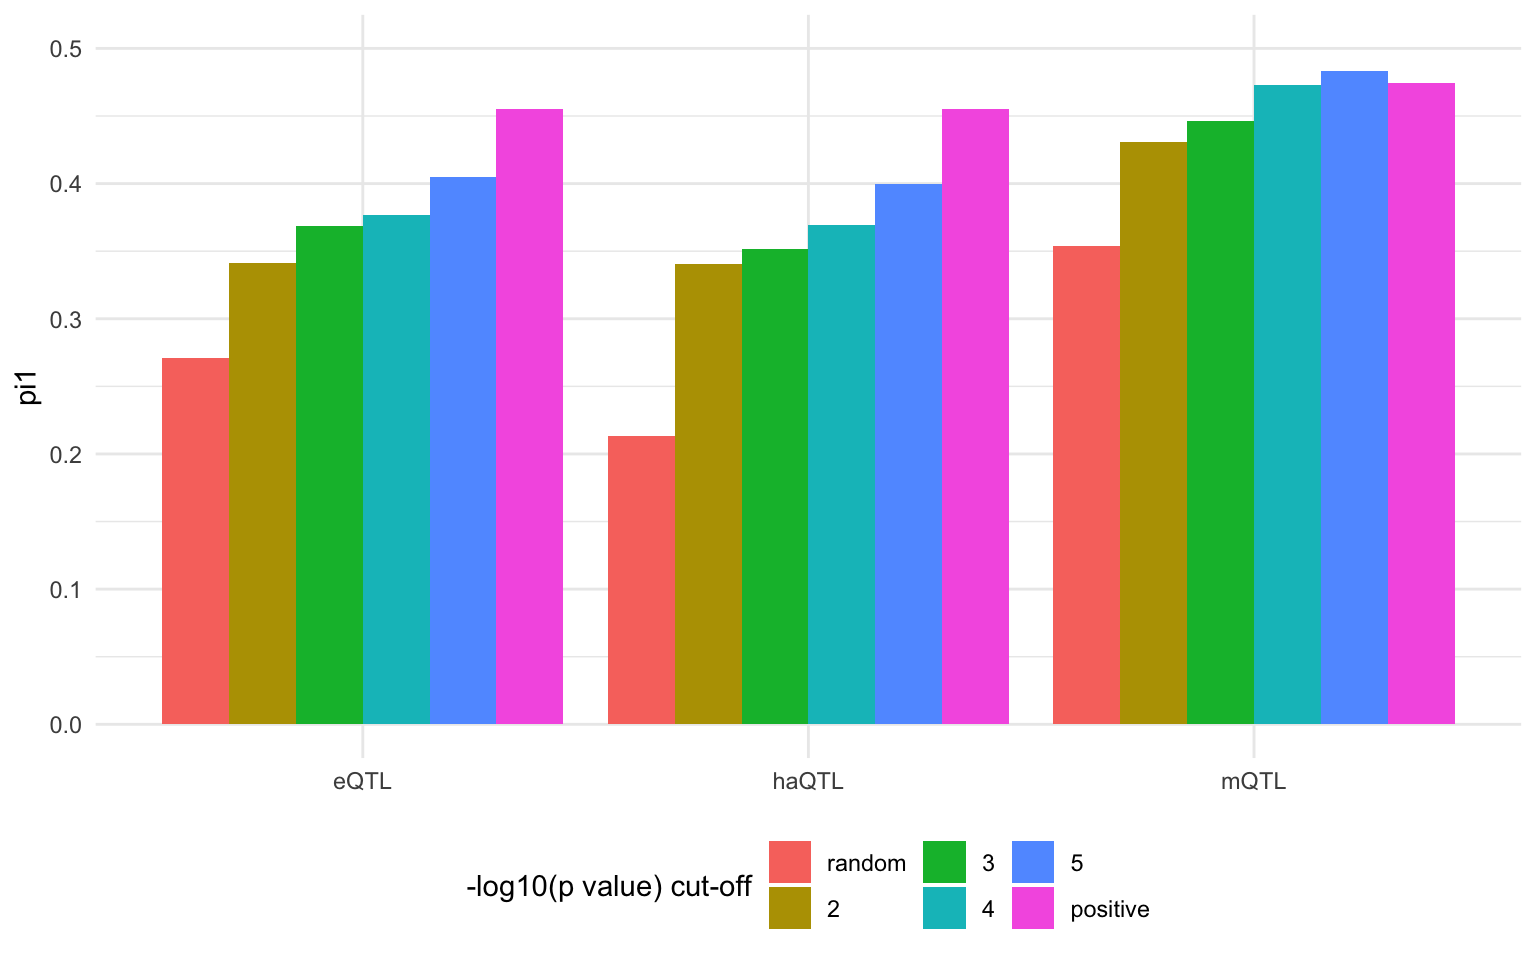 0.5
0.4
0.3
0.2
0.1
0.0
pi1
eQTL haQTL mQTL
-log10(p value) cut-off
random 3 5
2 4 positive